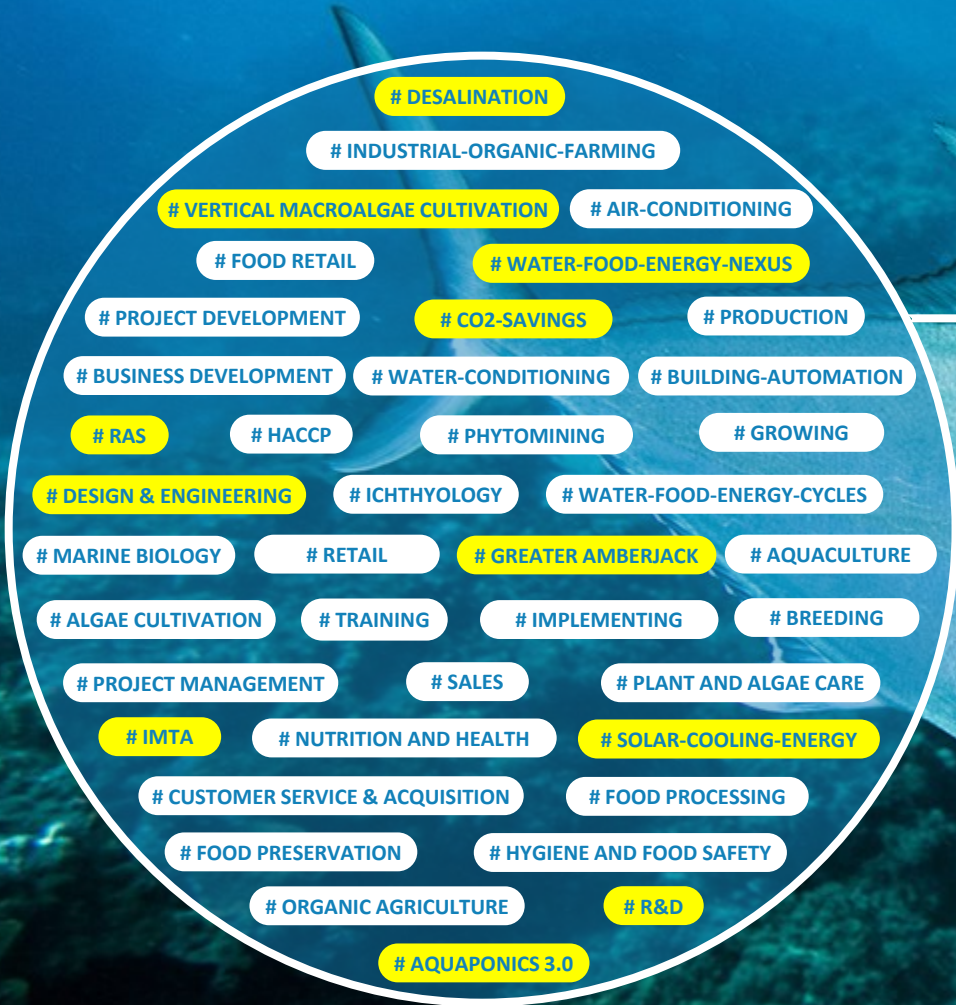 # DESALINATION
# INDUSTRIAL-ORGANIC-FARMING
# VERTICAL MACROALGAE CULTIVATION # AIR-CONDITIONING
# FOOD RETAIL # WATER-FOOD-ENERGY-NEXUS
# PROJECT DEVELOPMENT # CO2-SAVINGS # PRODUCTION
# BUSINESS DEVELOPMENT # WATER-CONDITIONING # BUILDING-AUTOMATION
# RAS # HACCP # PHYTOMINING # GROWING
# DESIGN & ENGINEERING # ICHTHYOLOGY # WATER-FOOD-ENERGY-CYCLES
# MARINE BIOLOGY # RETAIL # GREATER AMBERJACK # AQUACULTURE
# ALGAE CULTIVATION # TRAINING # IMPLEMENTING # BREEDING
# PROJECT MANAGEMENT # SALES # PLANT AND ALGAE CARE
# IMTA # NUTRITION AND HEALTH # SOLAR-COOLING-ENERGY
# CUSTOMER SERVICE & ACQUISITION # FOOD PROCESSING
# FOOD PRESERVATION # HYGIENE AND FOOD SAFETY
# ORGANIC AGRICULTURE # R&D
# AQUAPONICS 3.0